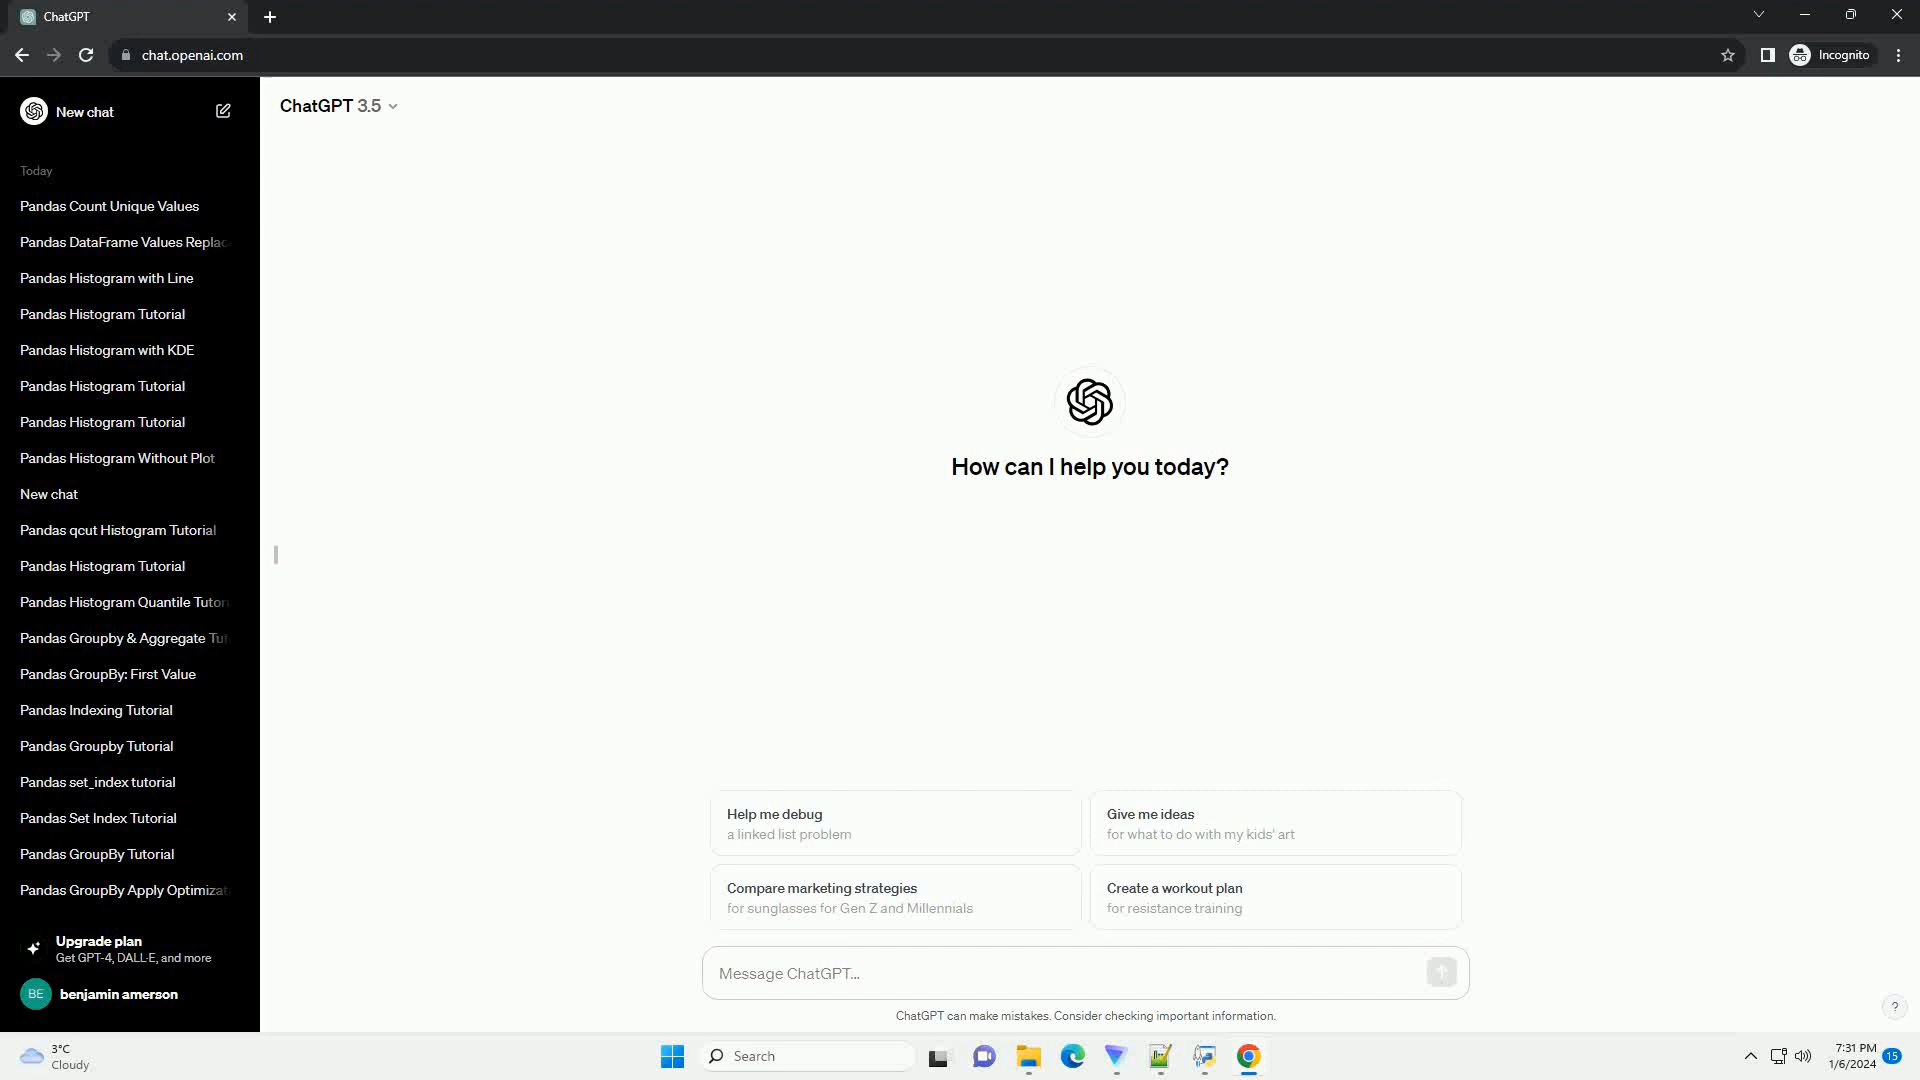 ChatGPT
chat.openai.com
Incognito
New chat
ChatGPT 3.5
Today
Pandas Count Unique Values
Pandas DataFrame Values Replac
Pandas Histogram with Line
Pandas Histogram Tutorial
Pandas Histogram with KDE
Pandas Histogram Tutorial
Pandas Histogram Tutorial
Pandas Histogram Without Plot
New chat
Pandas qcut Histogram Tutorial
Pandas Histogram Tutorial
Pandas Histogram Quantile Tutori
Pandas Groupby & Aggregate Tut
Pandas GroupBy: First Value
Pandas Indexing Tutorial
Pandas Groupby Tutorial
Pandas set_index tutorial
Pandas Set Index Tutorial
Pandas GroupBy Tutorial
Pandas GroupBy Apply Optimizat
Upgrade plan
Get GPT-4, DALL·E, and more
BE
benjamin amerson
How can I help you today?
Help me debug
a linked list problem
Give me ideas
for what to do with my kids' art
Compare marketing strategies
for sunglasses for Gen Z and Millennials
Create a workout plan
for resistance training
Message ChatGPT...
ChatGPT can make mistakes. Consider checking important information.
?
3°C
Cloudy
Search
7:31 PM
1/6/2024
15